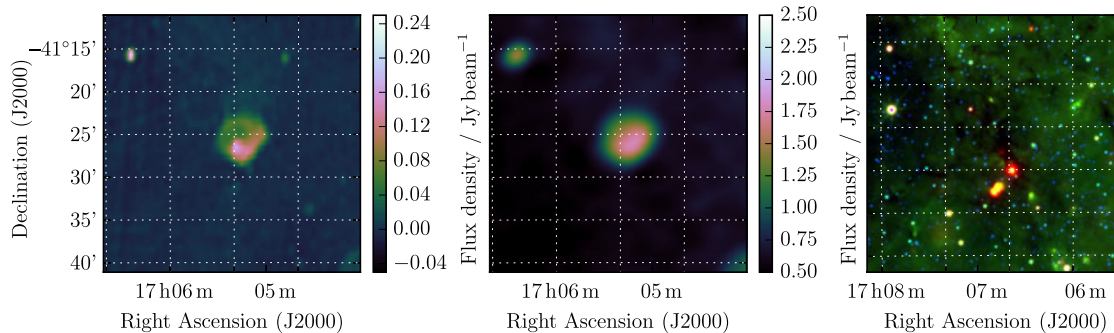 −41°15′
20′
25′
30′
35′
40′
Declination (J2000)
17 h 06 m
05 m
Right Ascension (J2000)
0.24
0.20
0.16
0.12
0.08
0.04
0.00
−0.04
Flux density / Jy beam−1
17 h 06 m
05 m
Right Ascension (J2000)
2.50
2.25
2.00
1.75
1.50
1.25
1.00
0.75
0.50
Flux density / Jy beam−1
17 h 08 m
07 m
06 m
Right Ascension (J2000)